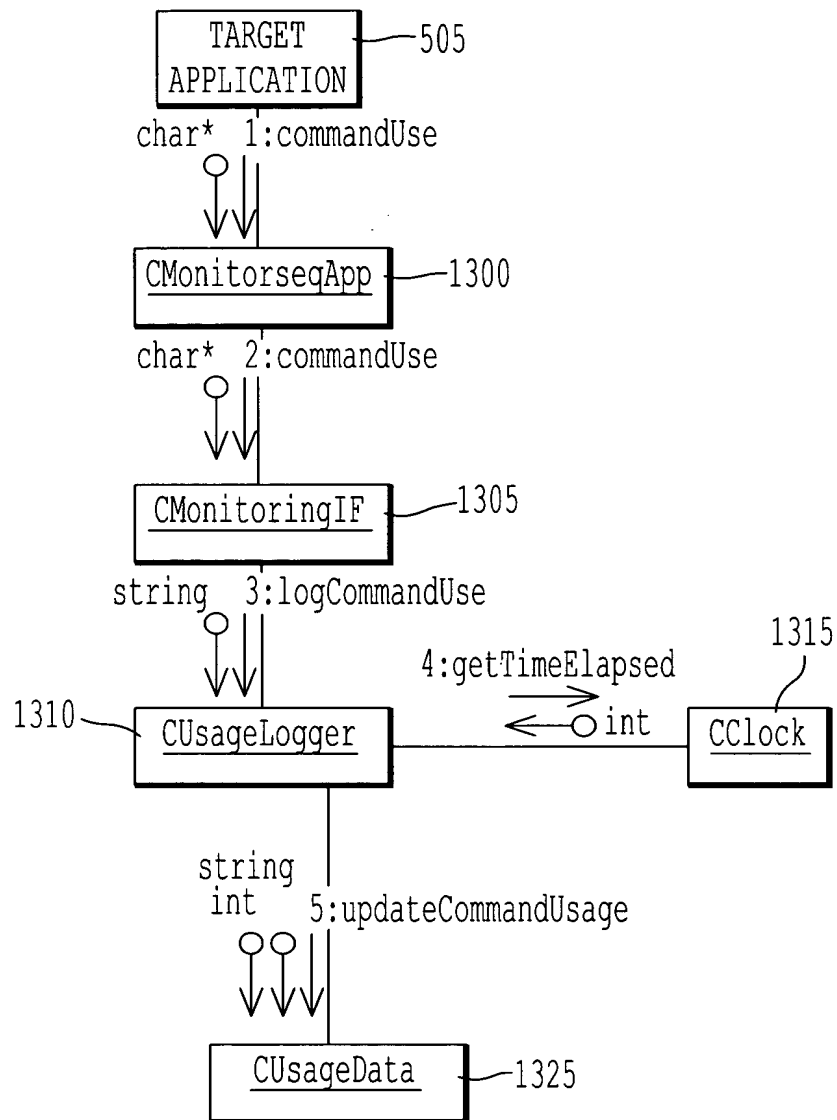 TARGET
APPLICATION
505
char* 1:commandUse
CMonitorseqApp
1300
char* 2:commandUse
CMonitoringIF
1305
string 3:logCommandUse
1315
4:getTimeElapsed
int
1310
CUsageLogger
CClock
string
int 5:updateCommandUsage
CUsageData
1325